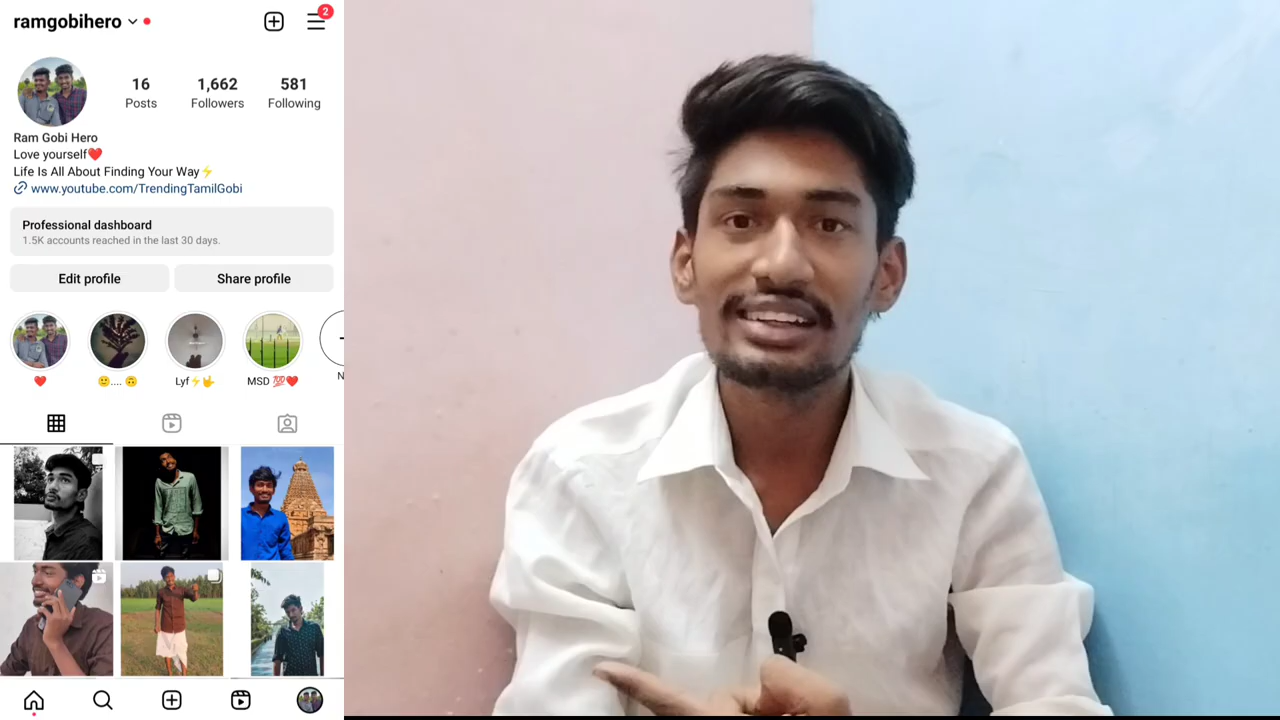 ramgobihero
2
16
1,662
581
Posts
Followers
Following
Ram Gobi Hero
Love yourself❤️
Life Is All About Finding Your Way⚡
www.youtube.com/TrendingTamilGobi
Professional dashboard
1.5K accounts reached in the last 30 days.
Edit profile
Share profile
❤️
🙂.... 🙃
Lyf⚡🤟
MSD 💯❤️